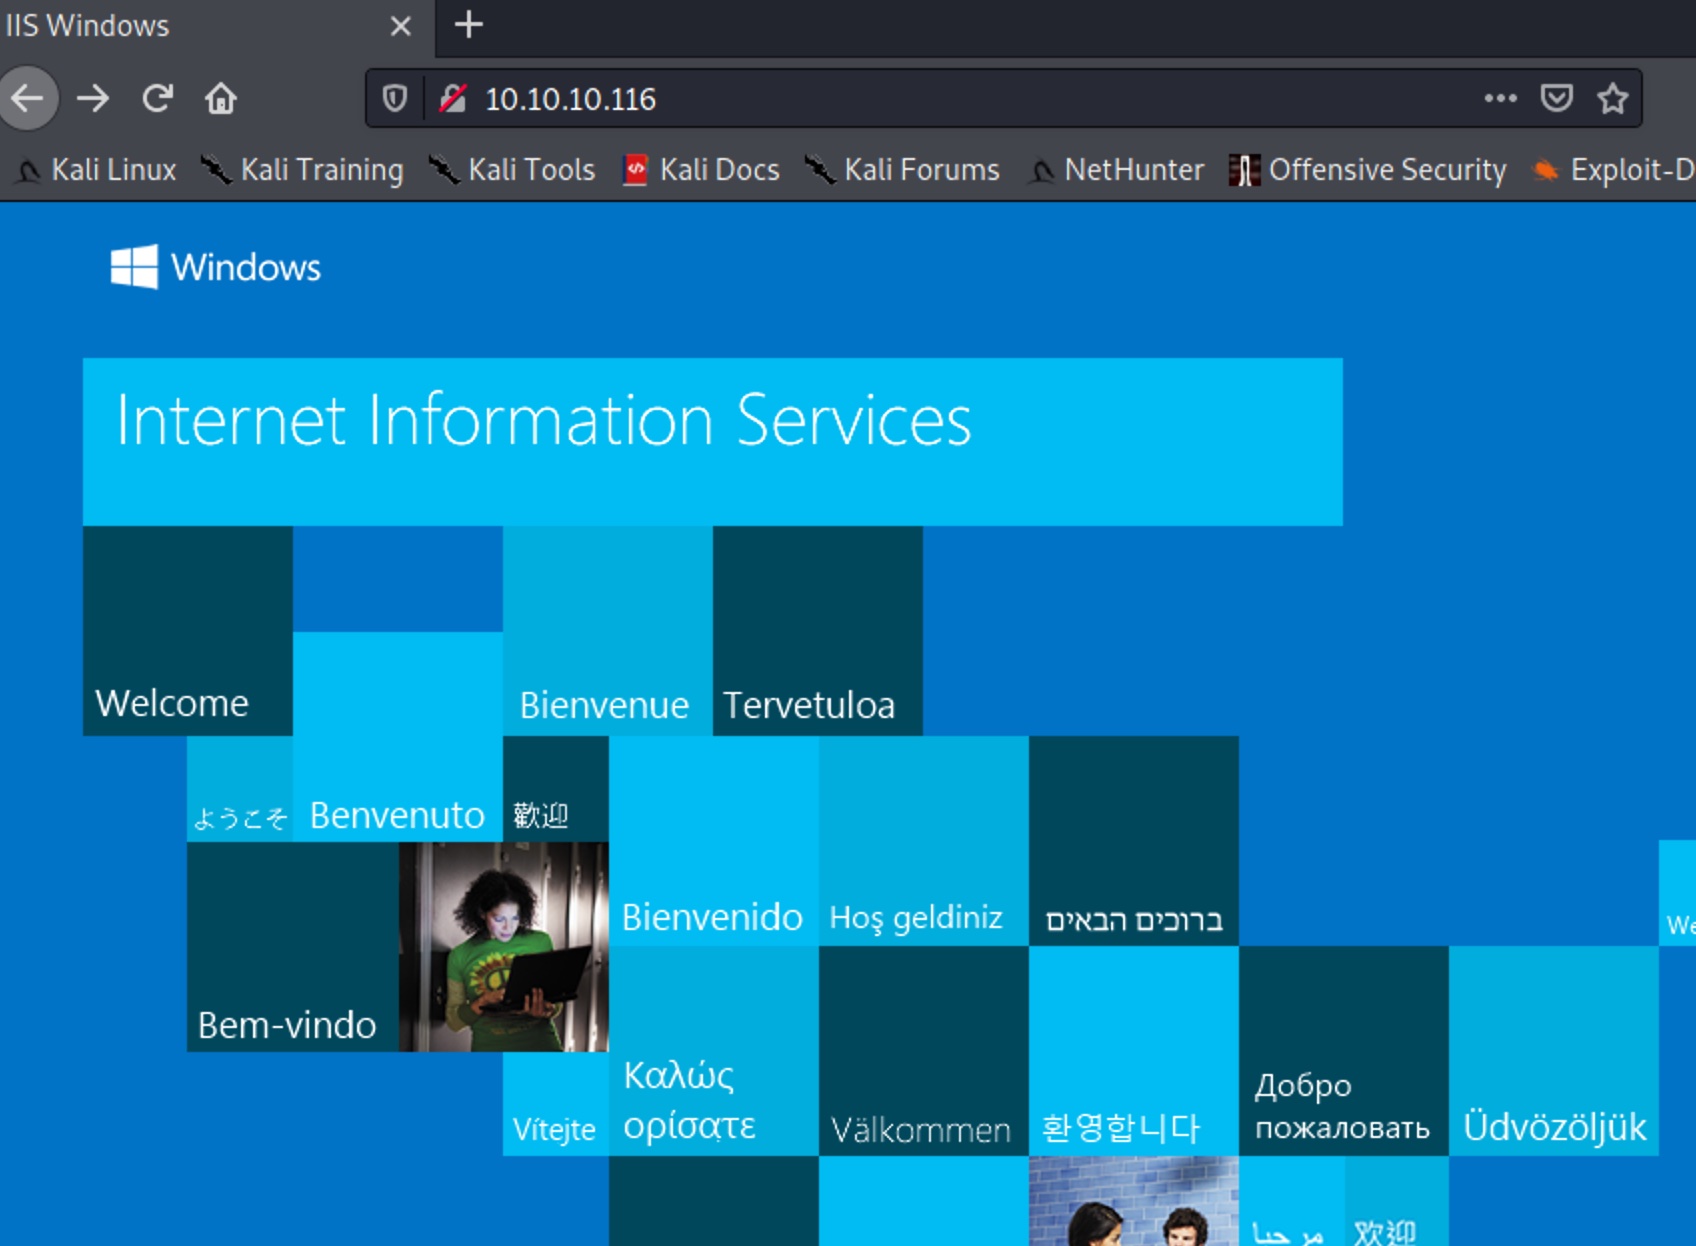 IIS Windows
10.10.10.116
Kali Linux Kali Training Kali Tools Kali Docs Kali Forums NetHunter Offensive Security Exploit-D
Windows
Internet Information Services
Welcome
Bienvenue
Tervetuloa
ようこそ
Benvenuto
歡迎
Bienvenido
Hoş geldiniz
ברוכים הבאים
We
Bem-vindo
Vítejte
Καλώς
ορίσατε
Välkommen
환영합니다
Добро
пожаловать
Üdvözöljük
مرحبا
欢迎